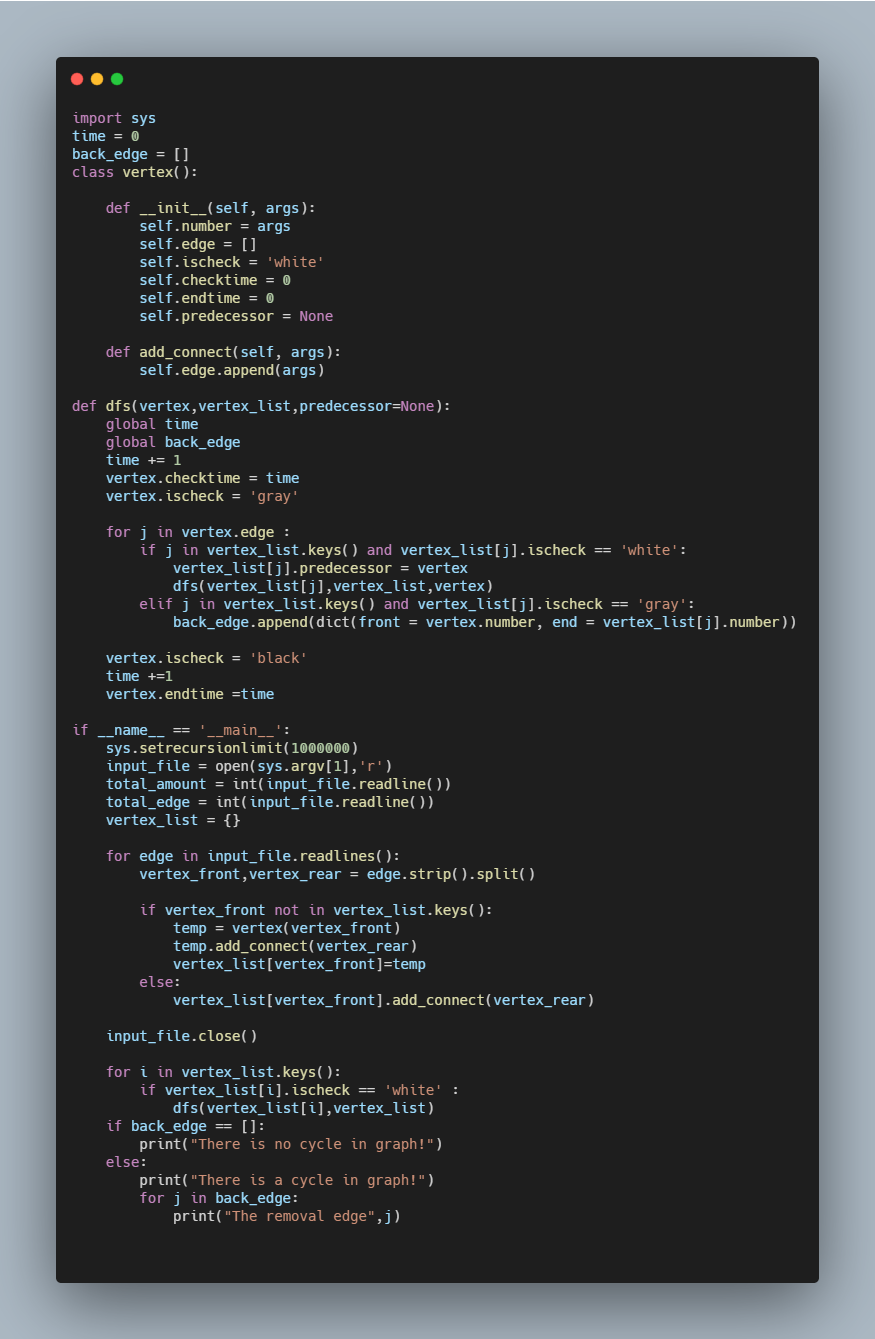 import sys
time = 0
back_edge = []
class vertex():
    def __init__(self, args):
        self.number = args
        self.edge = []
        self.ischeck = 'white'
        self.checktime = 0
        self.endtime = 0
        self.predecessor = None
    def add_connect(self, args):
        self.edge.append(args)
def dfs(vertex,vertex_list,predecessor=None):
    global time
    global back_edge
    time += 1
    vertex.checktime = time
    vertex.ischeck = 'gray'
    for j in vertex.edge :
        if j in vertex_list.keys() and vertex_list[j].ischeck == 'white':
            vertex_list[j].predecessor = vertex
            dfs(vertex_list[j],vertex_list,vertex)
        elif j in vertex_list.keys() and vertex_list[j].ischeck == 'gray':
            back_edge.append(dict(front = vertex.number, end = vertex_list[j].number))
    vertex.ischeck = 'black'
    time +=1
    vertex.endtime =time
if __name__ == '__main__':
    sys.setrecursionlimit(1000000)
    input_file = open(sys.argv[1],'r')
    total_amount = int(input_file.readline())
    total_edge = int(input_file.readline())
    vertex_list = {}
    for edge in input_file.readlines():
        vertex_front,vertex_rear = edge.strip().split()
        if vertex_front not in vertex_list.keys():
            temp = vertex(vertex_front)
            temp.add_connect(vertex_rear)
            vertex_list[vertex_front]=temp
        else:
            vertex_list[vertex_front].add_connect(vertex_rear)
    input_file.close()
    for i in vertex_list.keys():
        if vertex_list[i].ischeck == 'white' :
            dfs(vertex_list[i],vertex_list)
    if back_edge == []:
        print("There is no cycle in graph!")
    else:
        print("There is a cycle in graph!")
        for j in back_edge:
            print("The removal edge",j)